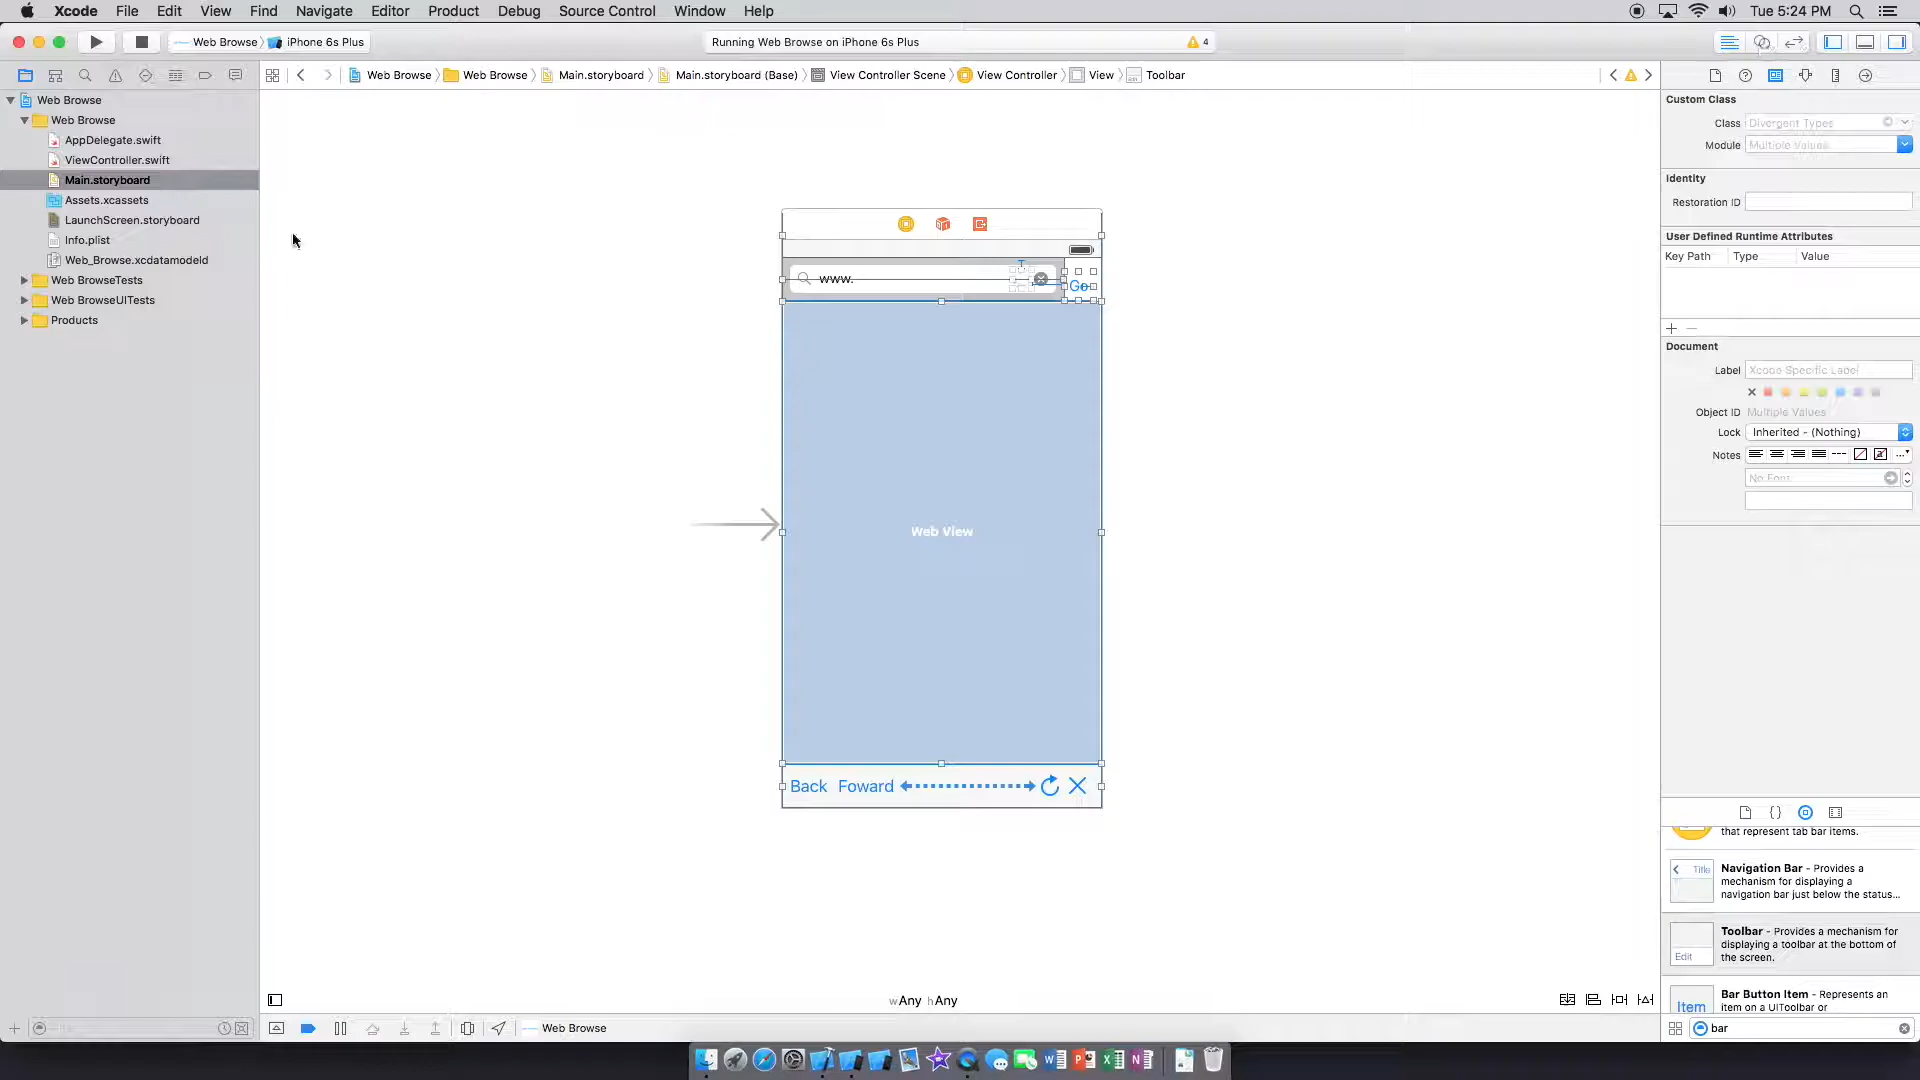 Xcode File Edit View Find Navigate Editor Product Debug Source Control Window Help Tue 5:24 PM
Web Browse iPhone 6s Plus Running Web Browse on iPhone 6s Plus 4
Web Browse Web Browse Main.storyboard Main.storyboard (Base) View Controller Scene View Controller View Toolbar
Web Browse
Web Browse
AppDelegate.swift
ViewController.swift
Main.storyboard
Assets.xcassets
LaunchScreen.storyboard
Info.plist
Web_Browse.xcdatamodeld
Web BrowseTests
Web BrowseUITests
Products
www.
Go
Web View
Back Foward
wAny hAny
Web Browse
Custom Class
Class Divergent Types
Module Multiple Values
Identity
Restoration ID
User Defined Runtime Attributes
Key Path Type Value
Document
Label Xcode Specific Label
Object ID Multiple Values
Lock Inherited - (Nothing)
Notes
No Font
that represent tab bar items.
Title
Navigation Bar - Provides a
mechanism for displaying a
navigation bar just below the status...
Edit
Toolbar - Provides a mechanism for
displaying a toolbar at the bottom of
the screen.
Item
Bar Button Item - Represents an
item on a UIToolbar or
bar